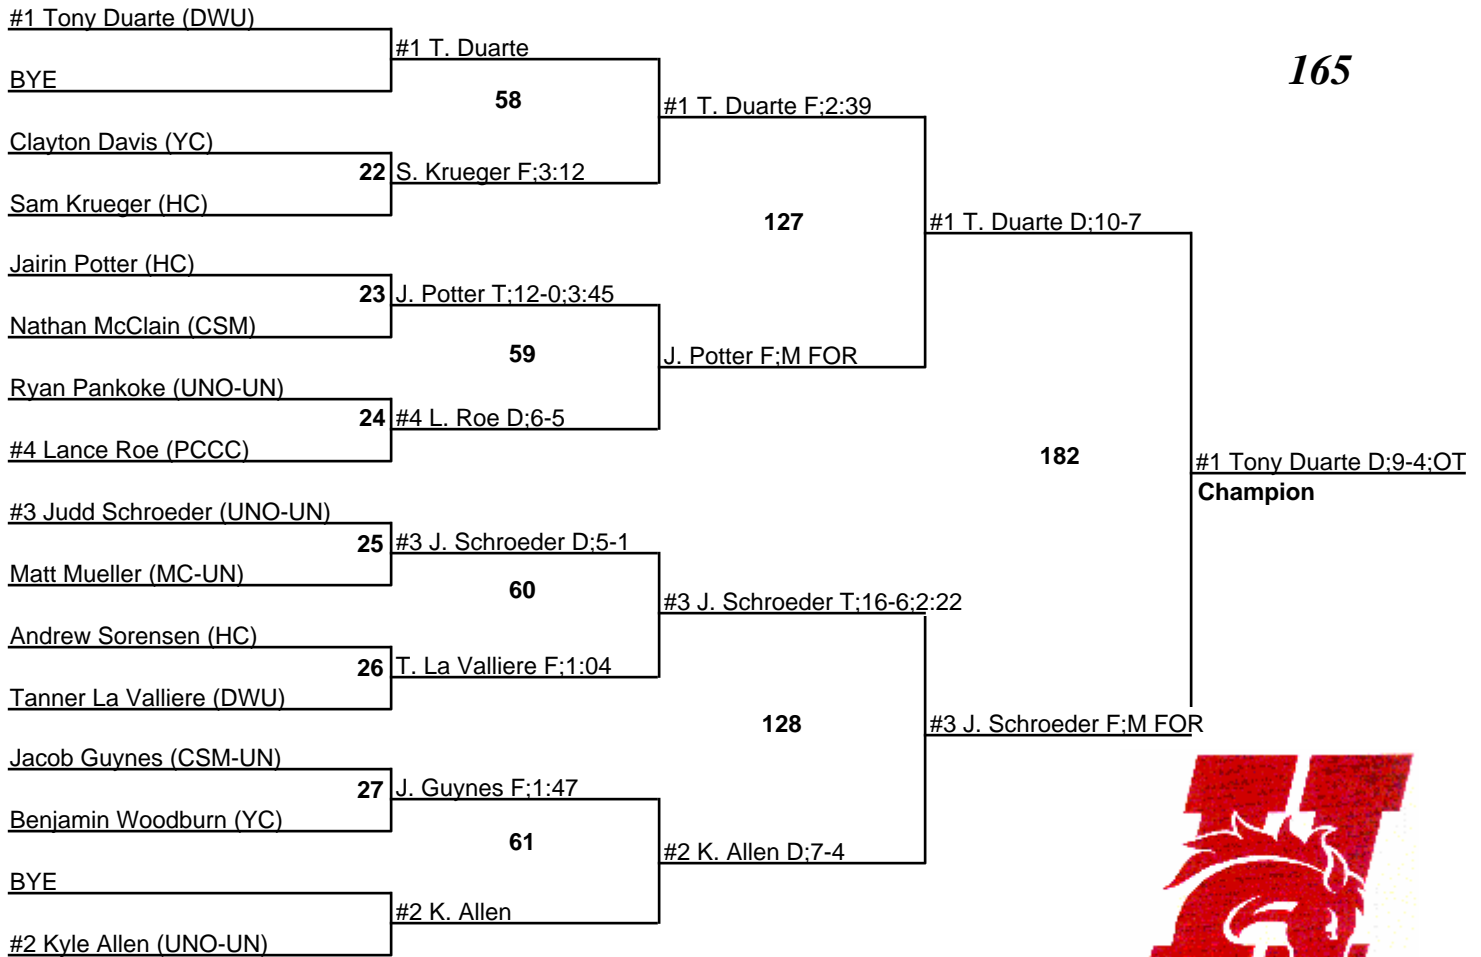 #1 Tony Duarte (DWU)
#1 T. Duarte
165
BYE
58
#1 T. Duarte F;2:39
Clayton Davis (YC)
22 S. Krueger F;3:12
Sam Krueger (HC)
127
#1 T. Duarte D;10-7
Jairin Potter (HC)
23 J. Potter T;12-0;3:45
Nathan McClain (CSM)
59
J. Potter F;M FOR
Ryan Pankoke (UNO-UN)
24 #4 L. Roe D;6-5
#4 Lance Roe (PCCC)
182
#1 Tony Duarte D;9-4;OT
Champion
#3 Judd Schroeder (UNO-UN)
25 #3 J. Schroeder D;5-1
Matt Mueller (MC-UN)
60
#3 J. Schroeder T;16-6;2:22
Andrew Sorensen (HC)
26 T. La Valliere F;1:04
Tanner La Valliere (DWU)
128
#3 J. Schroeder F;M FOR
Jacob Guynes (CSM-UN)
27 J. Guynes F;1:47
Benjamin Woodburn (YC)
61
#2 K. Allen D;7-4
BYE
#2 K. Allen
#2 Kyle Allen (UNO-UN)